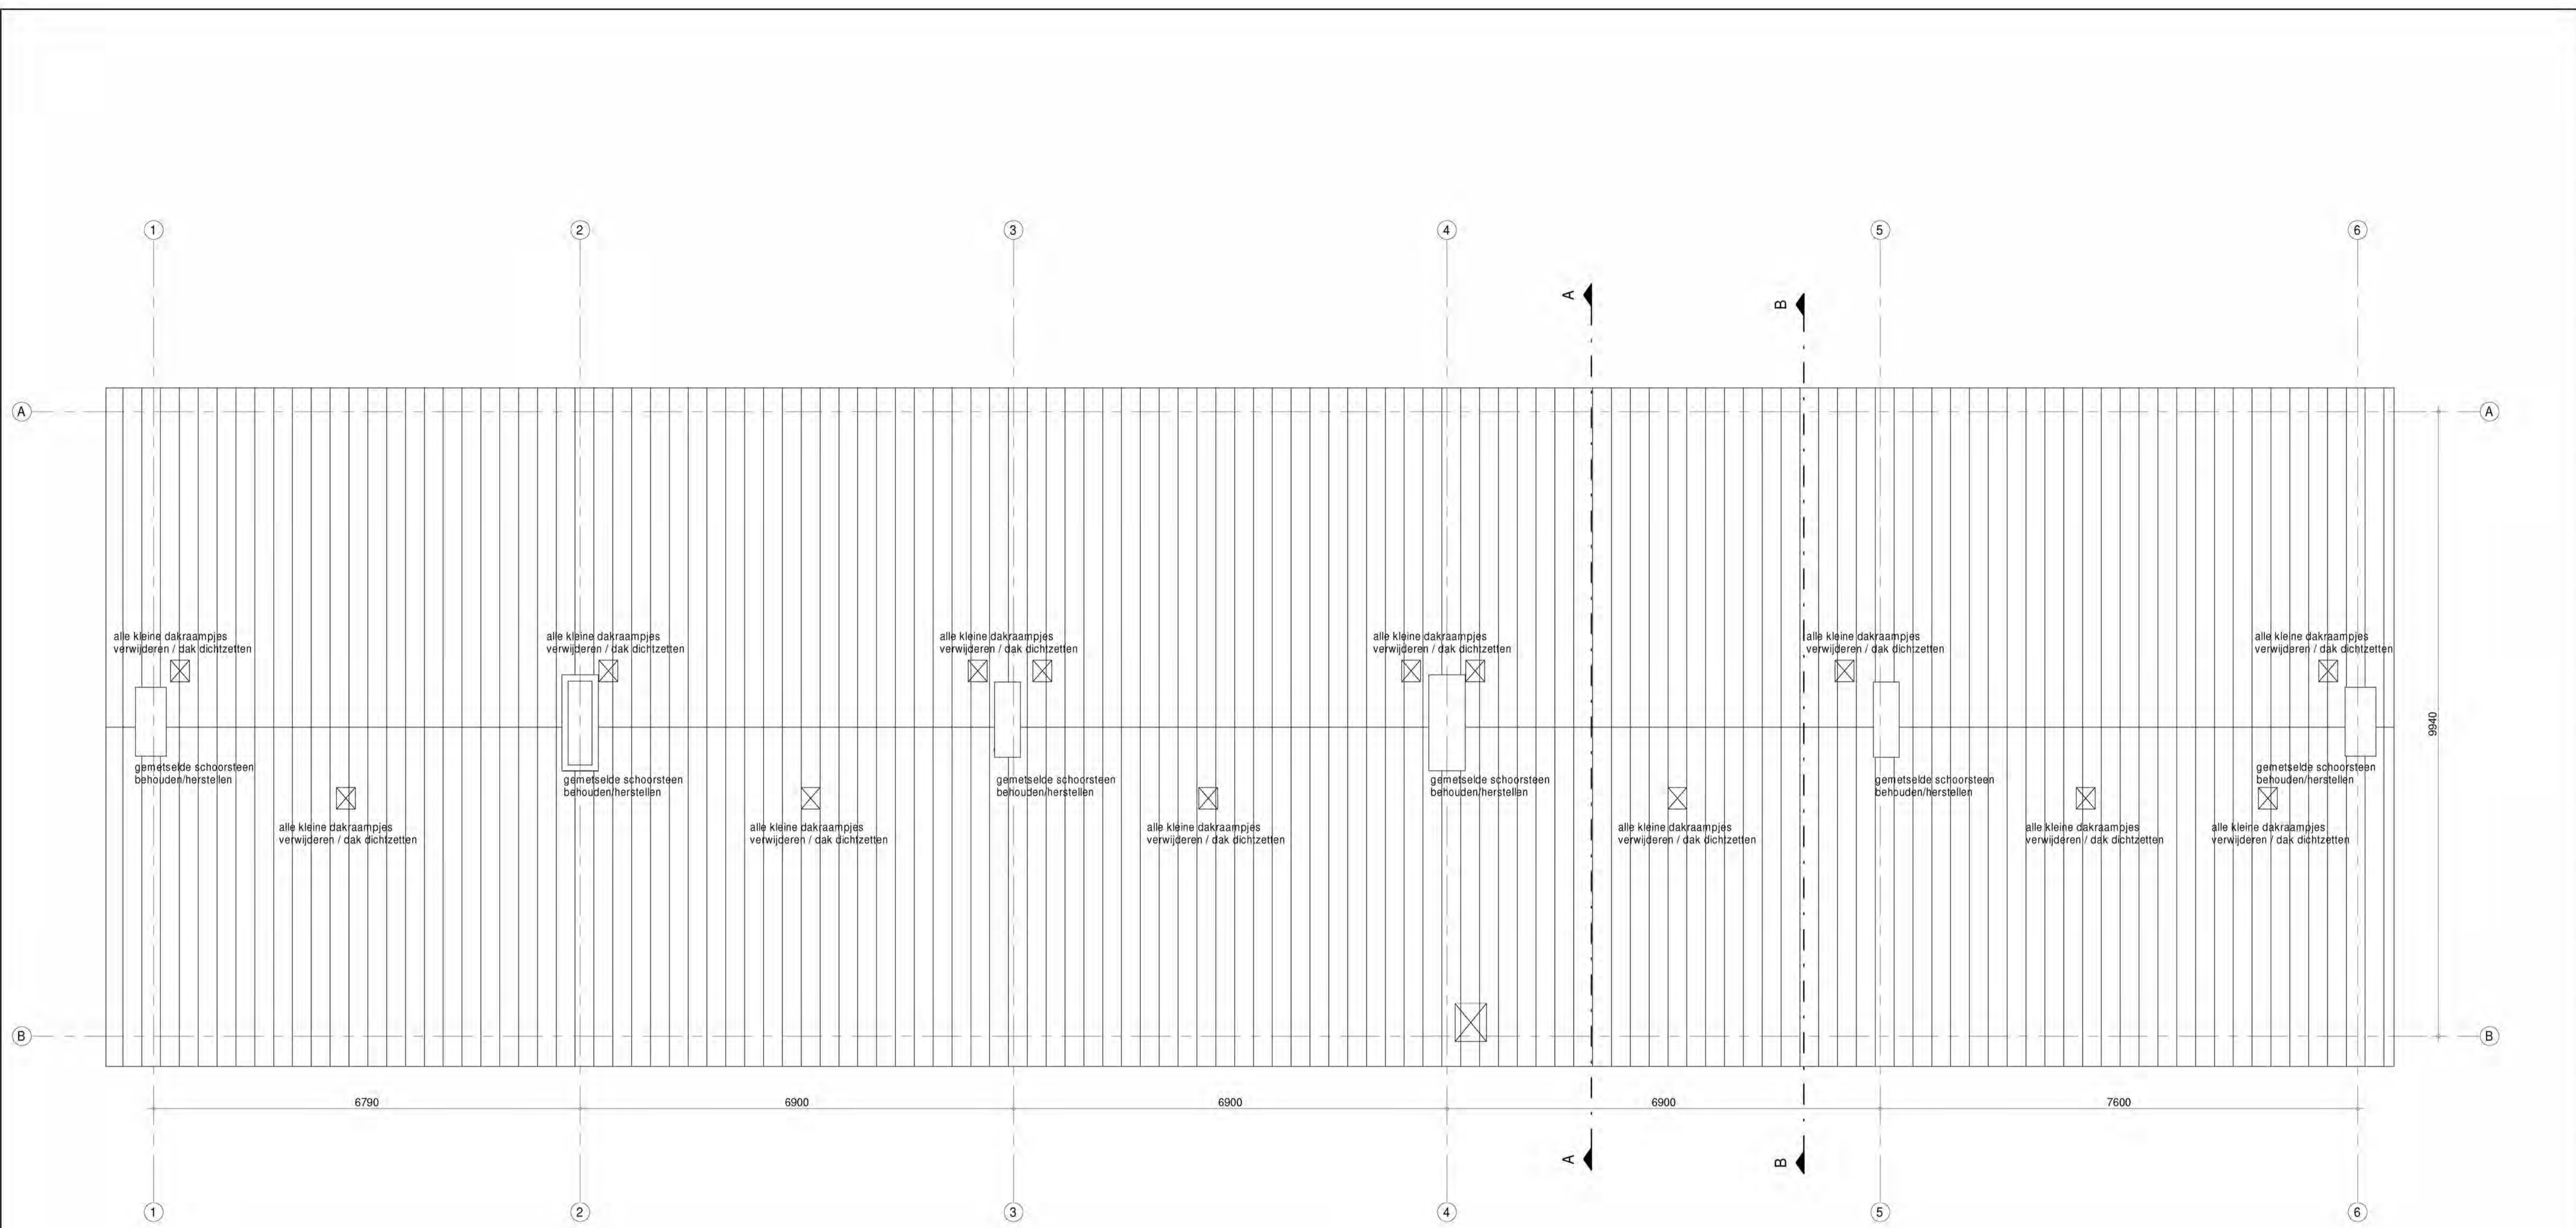 1
2
3
4
5
6
A
B
A
A
alle kleine dakraampjes
verwijderen / dak dichtzetten
alle kleine dakraampjes
verwijderen / dak dichtzetten
alle kleine dakraampjes
verwijderen / dak dichtzetten
alle kleine dakraampjes
verwijderen / dak dichtzetten
alle kleine dakraampjes
verwijderen / dak dichtzetten
alle kleine dakraampjes
verwijderen / dak dichtzetten
9940
gemetselde schoorsteen
behouden/herstellen
gemetselde schoorsteen
behouden/herstellen
gemetselde schoorsteen
behouden/herstellen
gemetselde schoorsteen
behouden/herstellen
gemetselde schoorsteen
behouden/herstellen
gemetselde schoorsteen
behouden/herstellen
alle kleine dakraampjes
verwijderen / dak dichtzetten
alle kleine dakraampjes
verwijderen / dak dichtzetten
alle kleine dakraampjes
verwijderen / dak dichtzetten
alle kleine dakraampjes
verwijderen / dak dichtzetten
alle kleine dakraampjes
verwijderen / dak dichtzetten
alle kleine dakraampjes
verwijderen / dak dichtzetten
B
B
6790
6900
6900
6900
7600
A
B
1
2
3
4
5
6